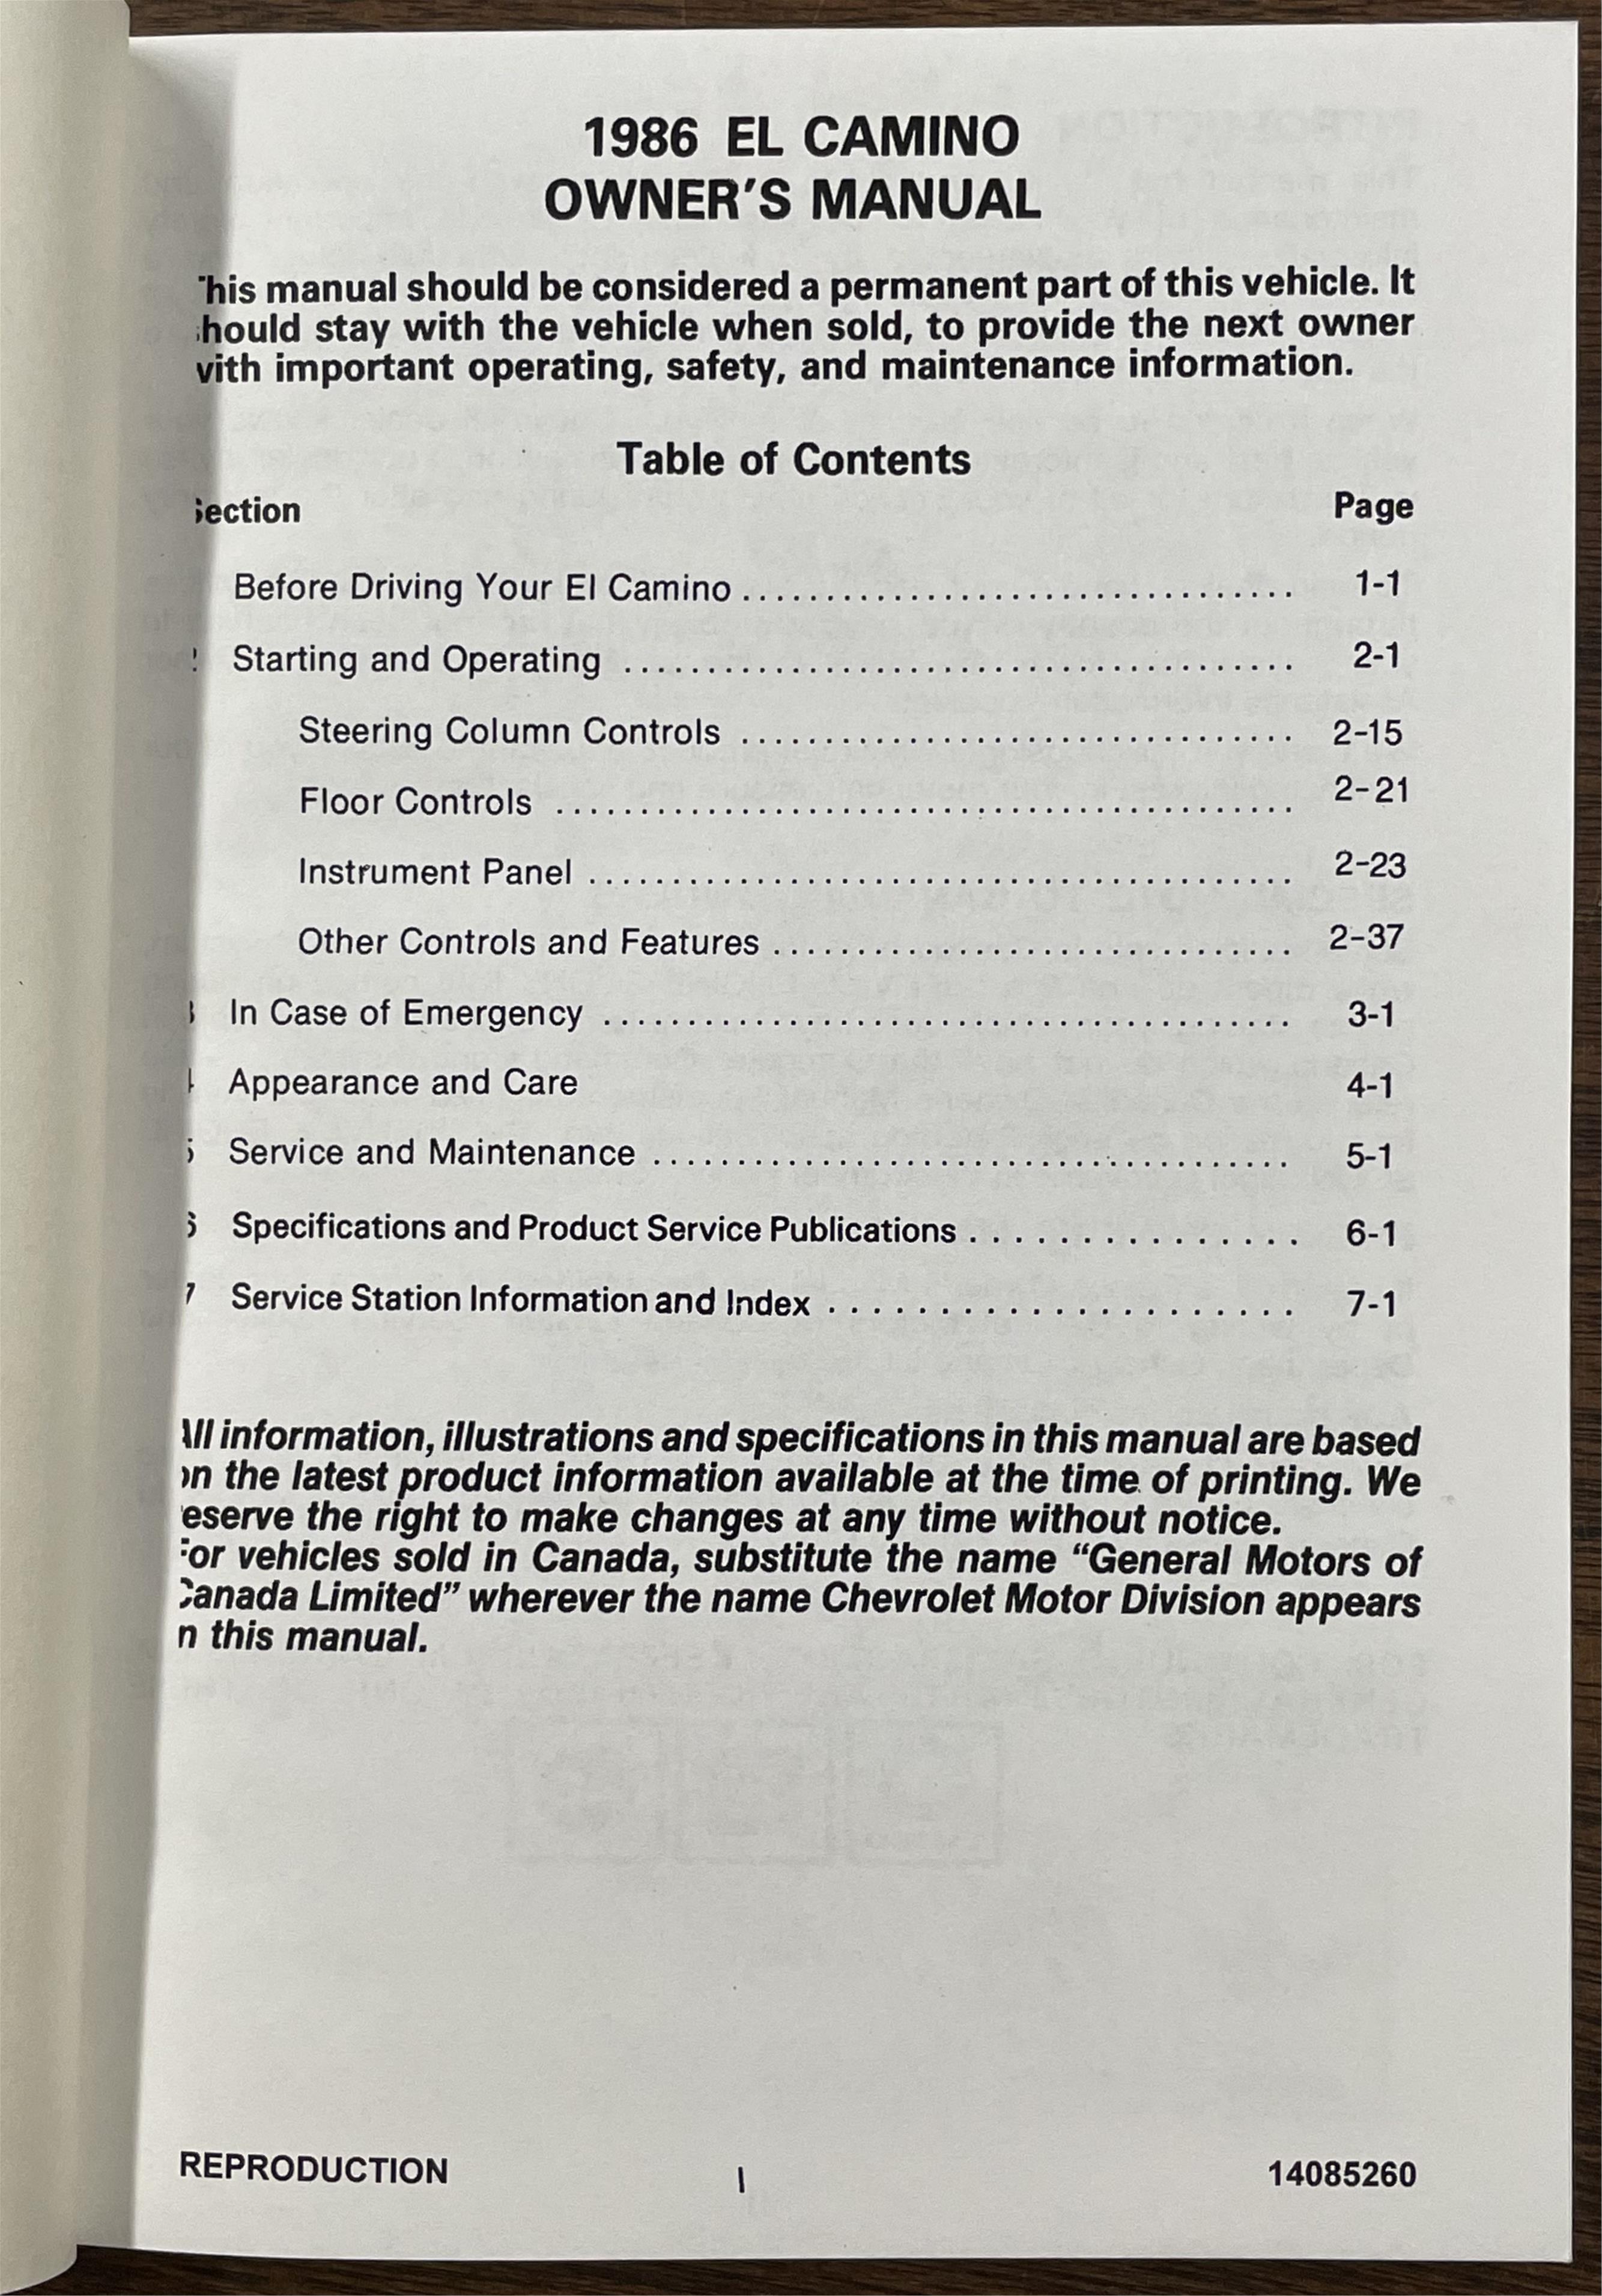 1986 EL CAMINO
OWNER'S MANUAL
his manual should be considered a permanent part of this vehicle. It
hould stay with the vehicle when sold, to provide the next owner
vith important operating, safety, and maintenance information.
Table of Contents
ection Page
Before Driving Your El Camino.................................. 1-1
Starting and Operating ........................................ 2-1
Steering Column Controls ................................. 2-15
Floor Controls ............................................ 2-21
Instrument Panel .......................................... 2-23
Other Controls and Features............................... 2-37
In Case of Emergency ......................................... 3-1
Appearance and Care 4-1
5 Service and Maintenance ...................................... 5-1
6 Specifications and Product Service Publications............... 6-1
7 Service Station Information and Index ..................... 7-1
All information, illustrations and specifications in this manual are based
on the latest product information available at the time of printing. We
eserve the right to make changes at any time without notice.
For vehicles sold in Canada, substitute the name “General Motors of
Canada Limited” wherever the name Chevrolet Motor Division appears
n this manual.
REPRODUCTION I 14085260